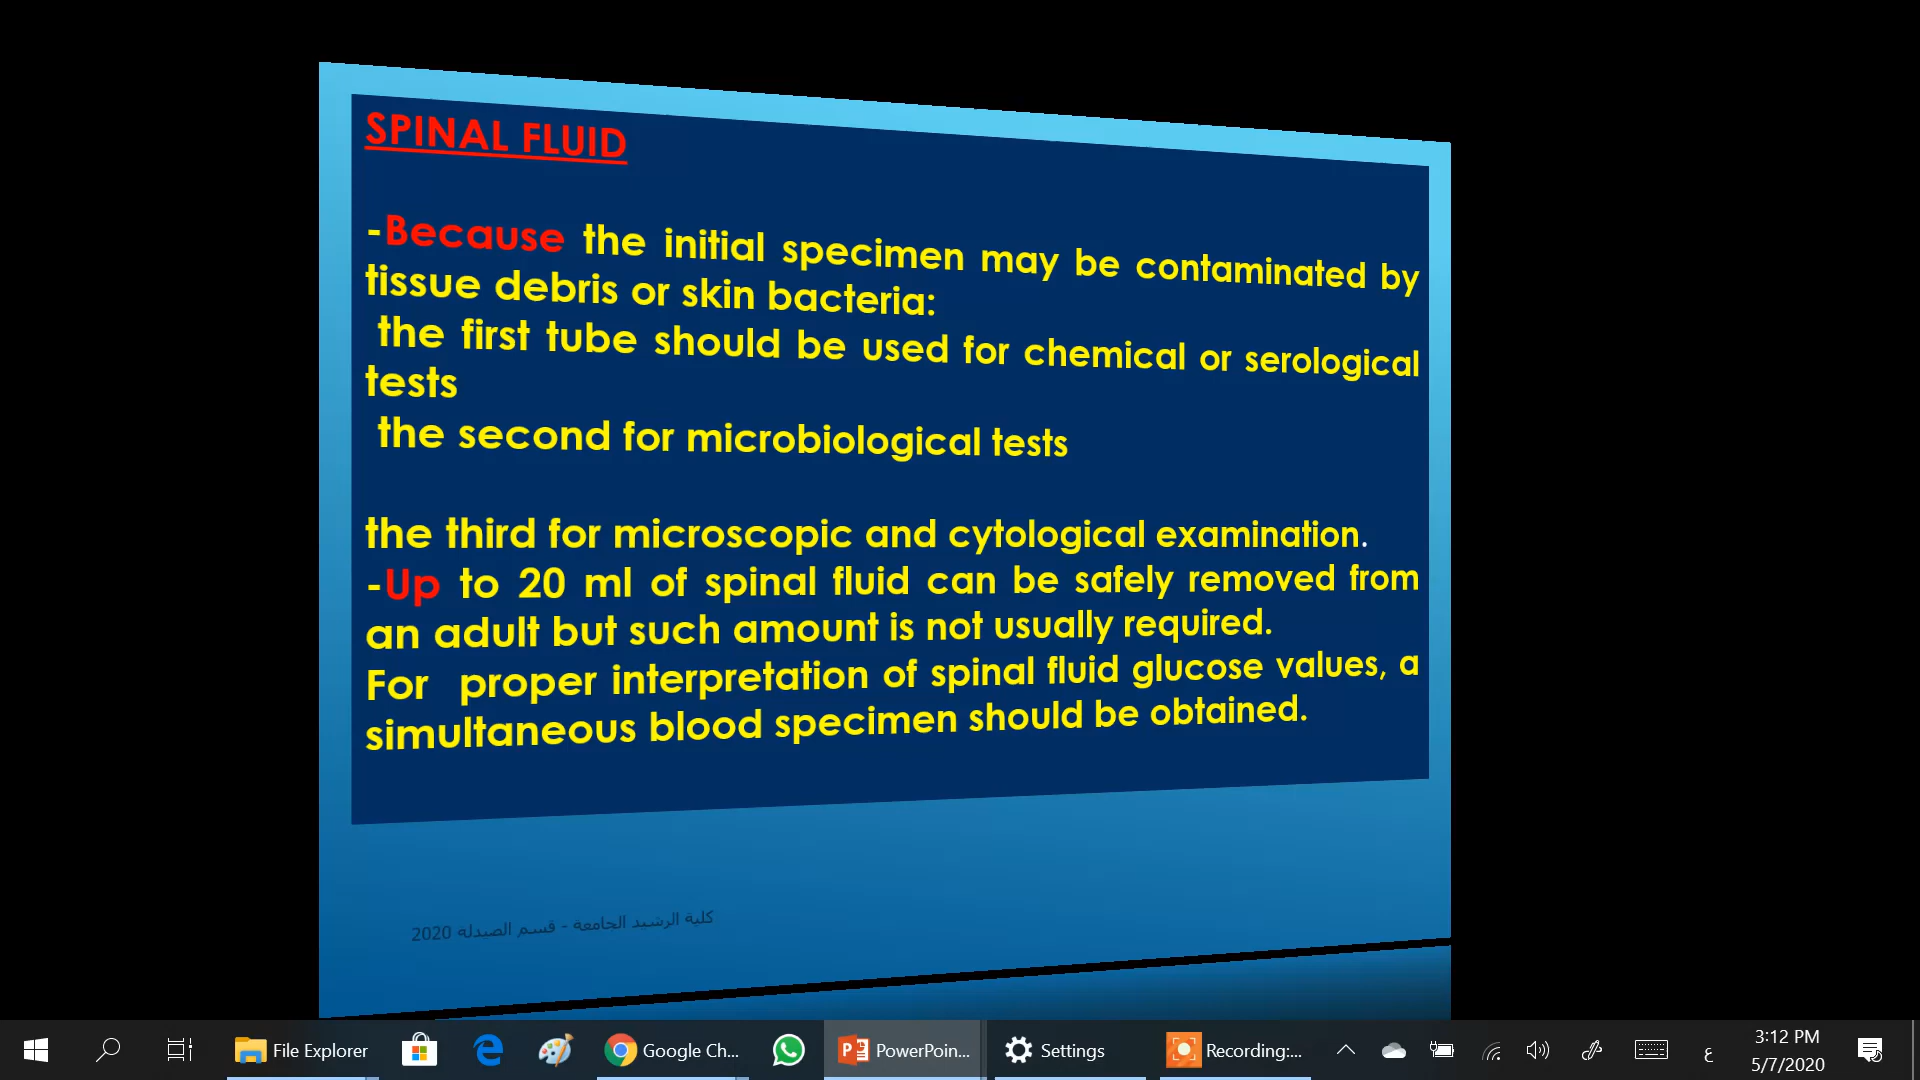 SPINAL FLUID
-Because the initial specimen may be contaminated by
tissue debris or skin bacteria:
the first tube should be used for chemical or serological
tests
the second for microbiological tests
the third for microscopic and cytological examination.
-Up to 20 ml of spinal fluid can be safely removed from
an adult but such amount is not usually required.
For proper interpretation of spinal fluid glucose values, a
simultaneous blood specimen should be obtained.
كلية الرشيد الجامعة - قسم الصيدلة 2020
File Explorer
Google Ch...
PowerPoin...
Settings
Recording:...
ع
3:12 PM
5/7/2020